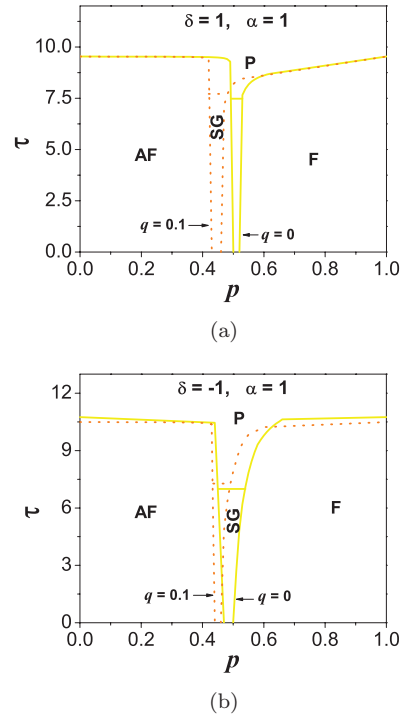 δ = 1, α = 1
10.0
7.5
5.0
2.5
0.0
τ
P
SG
AF
F
q = 0.1
q = 0
0.0 0.2 0.4 0.6 0.8 1.0
p
(a)
δ = -1, α = 1
12
9
6
3
0
τ
P
SG
AF
F
q = 0.1
q = 0
0.0 0.2 0.4 0.6 0.8 1.0
p
(b)